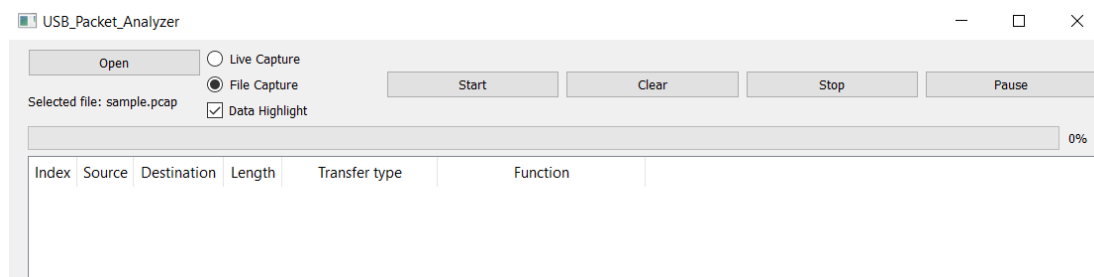 USB_Packet_Analyzer
Open
Live Capture
File Capture
Start
Clear
Stop
Pause
Selected file: sample.pcap
Data Highlight
0%
Index Source Destination Length Transfer type Function